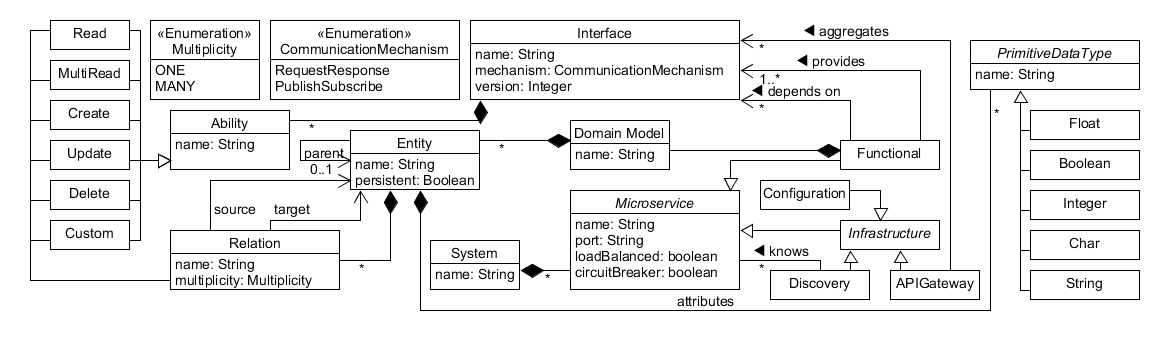 Read
MultiRead
Create
Update
Delete
Custom
«Enumeration»
Multiplicity
ONE
MANY
«Enumeration»
CommunicationMechanism
RequestResponse
PublishSubscribe
Interface
name: String
mechanism: CommunicationMechanism
version: Integer
◀ aggregates
*
◀ provides
1..*
◀ depends on
*
PrimitiveDataType
name: String
*
Float
Boolean
Integer
Char
String
Ability
name: String
*
parent
0..1
Entity
name: String
persistent: Boolean
*
Domain Model
name: String
Functional
source
target
Relation
name: String
multiplicity: Multiplicity
*
System
name: String
*
Microservice
name: String
port: String
loadBalanced: boolean
circuitBreaker: boolean
Configuration
Infrastructure
◀ knows
*
Discovery
APIGateway
attributes